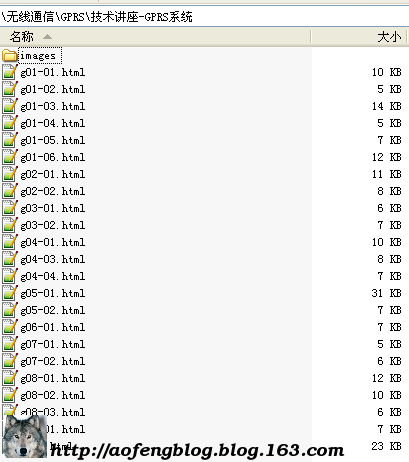 \无线通信\GPRS\技术讲座-GPRS系统
名称 大小
images
g01-01.html 10 KB
g01-02.html 5 KB
g01-03.html 14 KB
g01-04.html 5 KB
g01-05.html 7 KB
g01-06.html 12 KB
g02-01.html 11 KB
g02-02.html 8 KB
g03-01.html 6 KB
g03-02.html 7 KB
g04-01.html 10 KB
g04-03.html 8 KB
g04-04.html 7 KB
g05-01.html 31 KB
g05-02.html 7 KB
g06-01.html 7 KB
g07-01.html 5 KB
g07-02.html 6 KB
g08-01.html 12 KB
g08-02.html 10 KB
g08-03.html 6 KB
01.html 7 KB
html 23 KB
http://aofengblog.blog.163.com